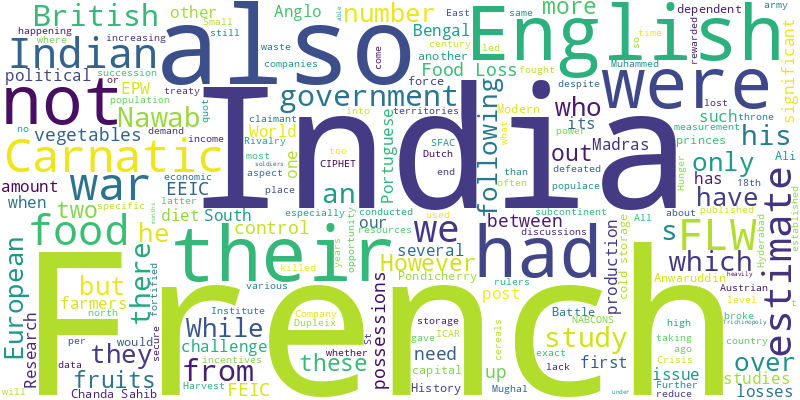 British other Anglo number more East same dependent army
happening increasing Small still able century Bengal another led so time rewarded
where waste companies come Food Loss fought Muhammed significant
Indian also English
political succession or EPW force despite
treaty quot claimant into territories Modern what lost throne
not Nawab government were
population no demand income India following who its power measurement
vegetables World Rivalry SFAC Madras such princes
Carnatic most soldiers too CIPHET Dutch end than defeated out his Ali Hunger
amount economic aspect one Portuguese often populace only
when war EEIC latter place an used 18th
two specific diet South especially conducted subcontinent has have
food he control our resources we between All about published established
European there their years opportunity several discussions had s FLW estimate
However Pondicherry rulers production cold storage which Hyderabad heavily
but killed various possessions Anwaruddin Austrian t
French
farmers fortified north Institute Company Dupleix St post Battle NABCONS level over
Research they per would While storage ICAR study high broke Trichinopoly
data secure challenge from these whether gave need cereals exact first taking ago Crisis country
fruits incentives capital up lack issue studies
will Chanda Sahib Harvest FEIC History Mughal under Further reduce losses